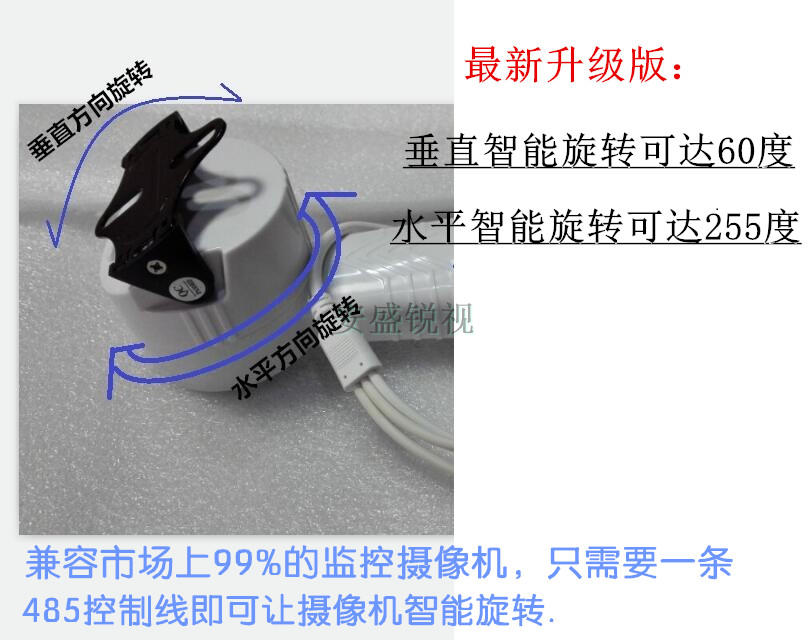 最新升级版：
垂直方向旋转
垂直智能旋转可达60度
水平智能旋转可达255度
QC
安盛锐视
水平方向旋转
兼容市场上99%的监控摄像机，只需要一条
485控制线即可让摄像机智能旋转.